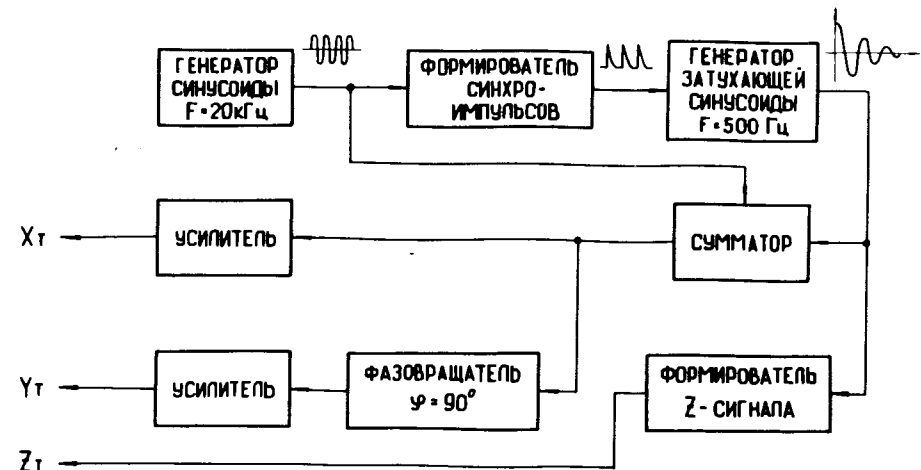 ГЕНЕРАТОР
СИНУСОИДЫ
F=20кГц
ФОРМИРОВАТЕЛЬ
СИНХРО-
ИМПУЛЬСОВ
ГЕНЕРАТОР
ЗАТУХАЮЩЕЙ
СИНУСОИДЫ
F=500 Гц
Xт
УСИЛИТЕЛЬ
СУММАТОР
Yт
УСИЛИТЕЛЬ
ФАЗОВРАЩАТЕЛЬ
φ=90°
ФОРМИРОВАТЕЛЬ
Z-СИГНАЛА
Zт